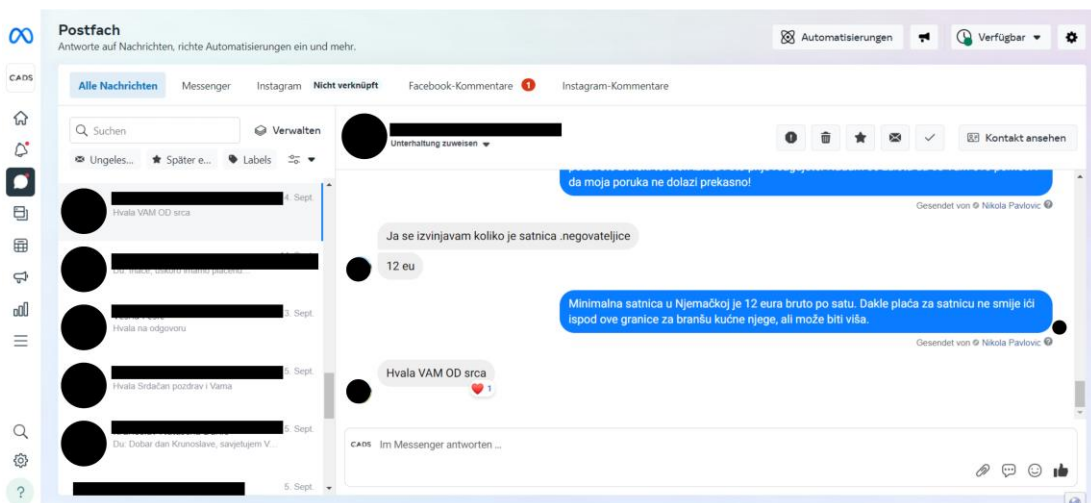 Postfach
Antworte auf Nachrichten, richte Automatisierungen ein und mehr.
Automatisierungen
Verfügbar
CADS
Alle Nachrichten
Messenger
Instagram Nicht verknüpft
Facebook-Kommentare 1
Instagram-Kommentare
Suchen
Verwalten
Ungeles...
Später e...
Labels
4. Sept.
Hvala VAM OD srca
3. Sept.
Hvala na odgovoru
5. Sept.
Hvala Srdačan pozdrav i Vama
5. Sept.
Du: Dobar dan Krunoslave, savjetujem V...
5. Sept.
Unterhaltung zuweisen
Kontakt ansehen
da moja poruka ne dolazi prekasno!
Gesendet von Nikola Pavlovic
Ja se izvinjavam koliko je satnica .negovateljice
12 eu
Minimalna satnica u Njemačkoj je 12 eura bruto po satu. Dakle plaća za satnicu ne smije ići
ispod ove granice za branšu kućne njege, ali može biti viša.
Gesendet von Nikola Pavlovic
Hvala VAM OD srca
1
CADS Im Messenger antworten ...